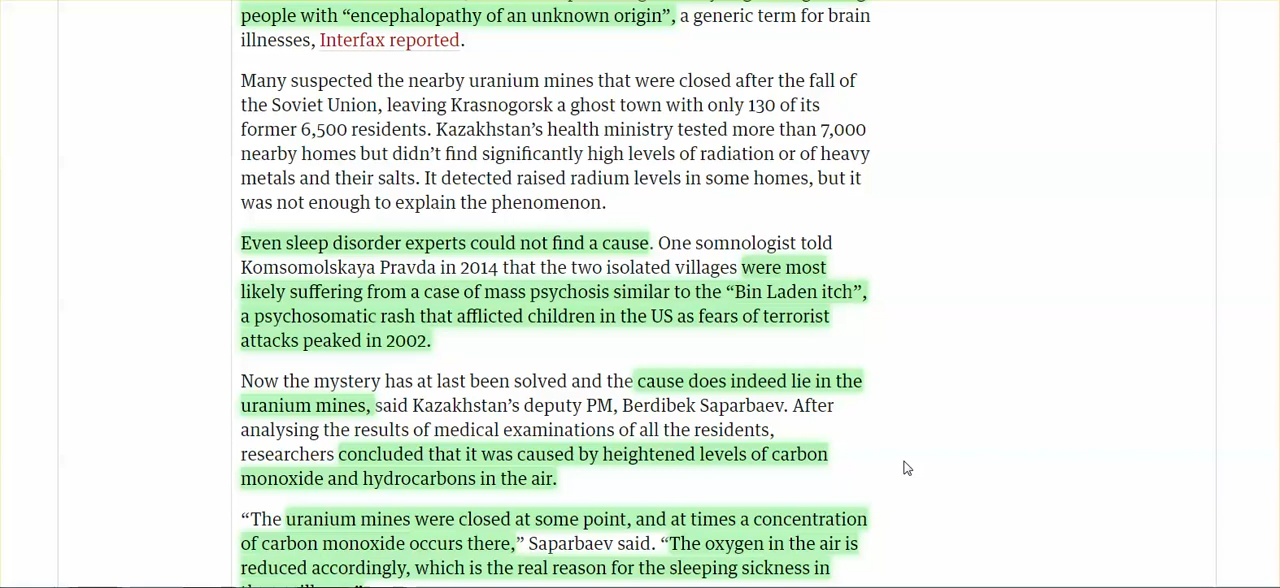 people with “encephalopathy of an unknown origin”, a generic term for brain
illnesses, Interfax reported.
Many suspected the nearby uranium mines that were closed after the fall of
the Soviet Union, leaving Krasnogorsk a ghost town with only 130 of its
former 6,500 residents. Kazakhstan’s health ministry tested more than 7,000
nearby homes but didn’t find significantly high levels of radiation or of heavy
metals and their salts. It detected raised radium levels in some homes, but it
was not enough to explain the phenomenon.
Even sleep disorder experts could not find a cause. One somnologist told
Komsomolskaya Pravda in 2014 that the two isolated villages were most
likely suffering from a case of mass psychosis similar to the “Bin Laden itch”,
a psychosomatic rash that afflicted children in the US as fears of terrorist
attacks peaked in 2002.
Now the mystery has at last been solved and the cause does indeed lie in the
uranium mines, said Kazakhstan’s deputy PM, Berdibek Saparbaev. After
analysing the results of medical examinations of all the residents,
researchers concluded that it was caused by heightened levels of carbon
monoxide and hydrocarbons in the air.
“The uranium mines were closed at some point, and at times a concentration
of carbon monoxide occurs there,” Saparbaev said. “The oxygen in the air is
reduced accordingly, which is the real reason for the sleeping sickness in